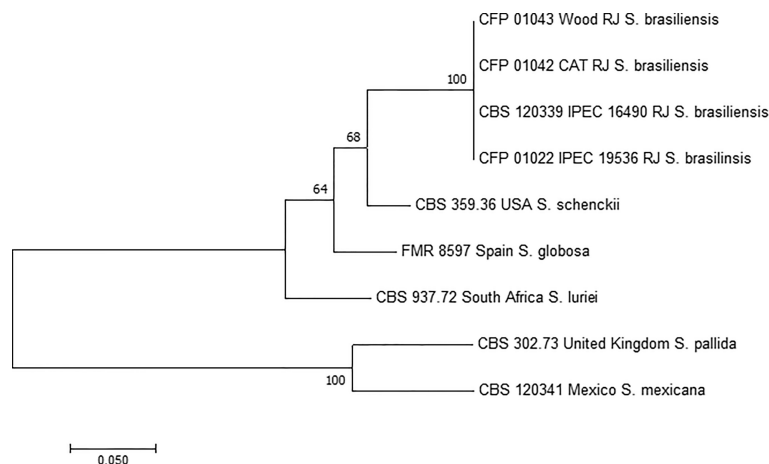 CFP 01043 Wood RJ S. brasiliensis
CFP 01042 CAT RJ S. brasiliensis
100
CBS 120339 IPEC 16490 RJ S. brasiliensis
68
CFP 01022 IPEC 19536 RJ S. brasilinsis
64
CBS 359.36 USA S. schenckii
FMR 8597 Spain S. globosa
CBS 937.72 South Africa S. luriei
CBS 302.73 United Kingdom S. pallida
100
CBS 120341 Mexico S. mexicana
0.050